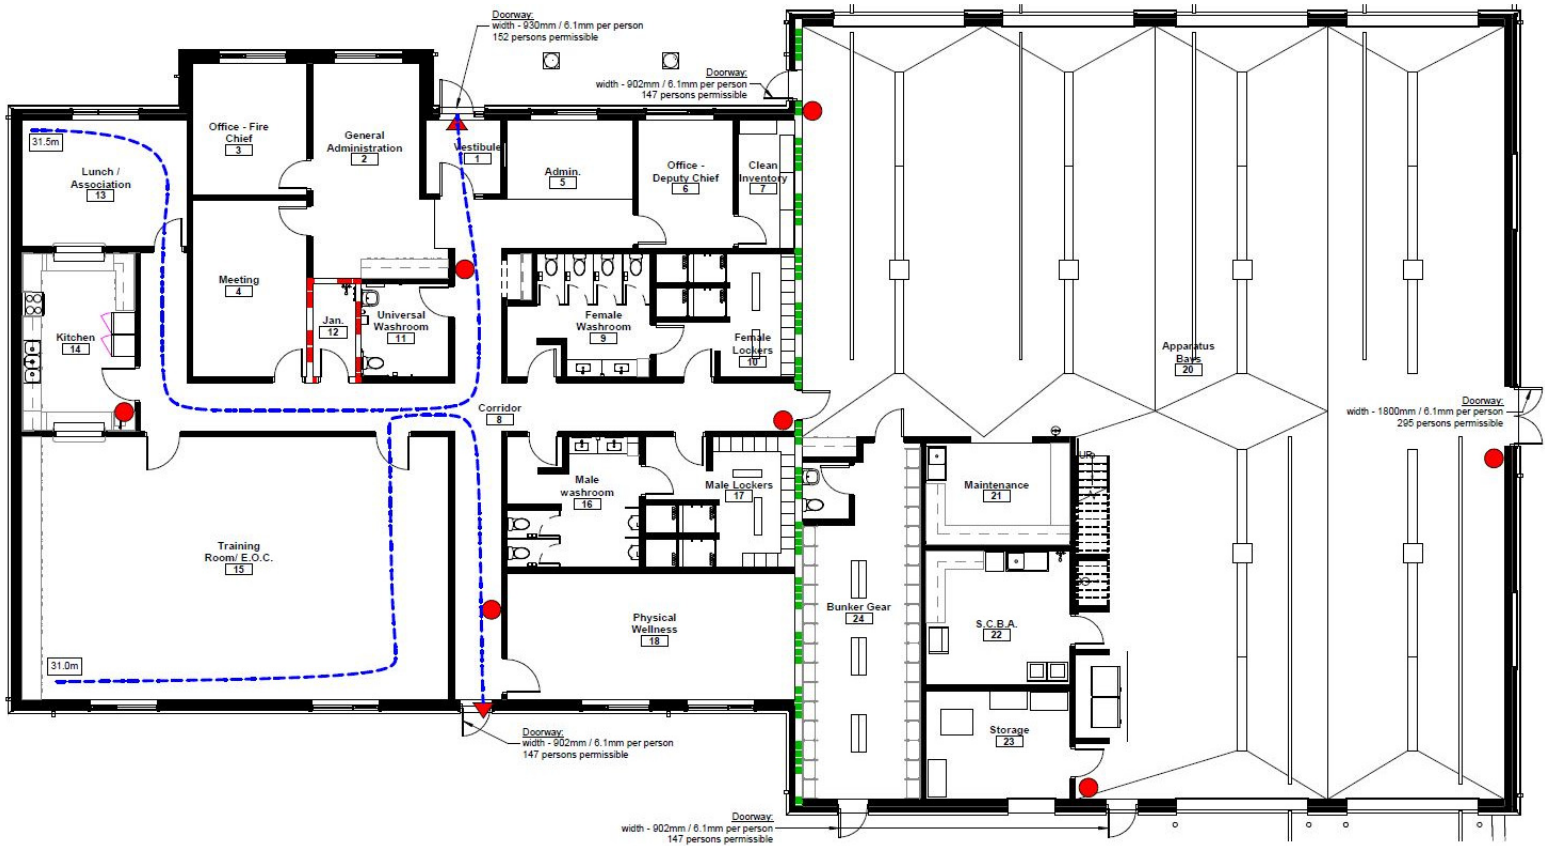 Doorway:
width - 930mm / 6.1mm per person
152 persons permissible
Doorway:
width - 902mm / 6.1mm per person
147 persons permissible
31.5m
Lunch /
Association
13
Office - Fire
Chief
3
General
Administration
2
Vestibule
1
Admin.
5
Office -
Deputy Chief
6
Clean
Inventory
7
Meeting
4
Jan.
12
Universal
Washroom
11
Female
Washroom
9
Female
Lockers
10
Kitchen
14
Corridor
8
Apparatus
Bays
20
Doorway:
width - 1800mm / 6.1mm per person
295 persons permissible
Male
washroom
16
Male Lockers
17
Maintenance
21
UP
Training
Room/ E.O.C.
15
Physical
Wellness
18
Bunker Gear
24
S.C.B.A.
22
31.0m
Storage
23
Doorway:
width - 902mm / 6.1mm per person
147 persons permissible
Doorway:
width - 902mm / 6.1mm per person
147 persons permissible